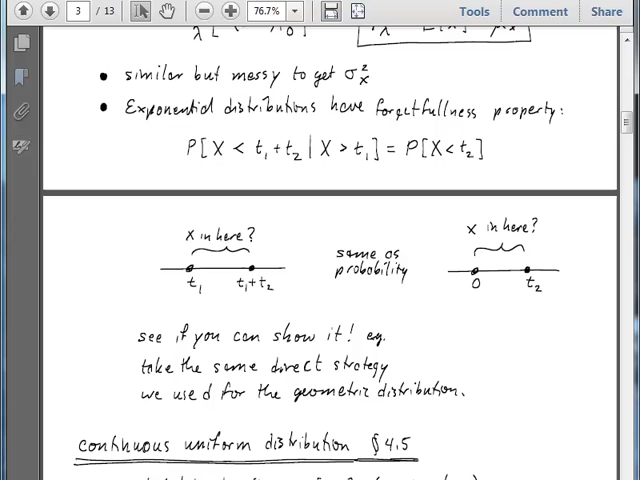 3 / 13
76.7%
Tools
Comment
Share
• similar but messy to get σ²ₓ
• Exponential distributions have forgetfullness property:
P[X < t₁ + t₂ | X > t₁] = P[X < t₂]
x in here?
x in here?
same as
probability
t₁
t₁+t₂
0
t₂
see if you can show it! e.g.
take the same direct strategy
we used for the geometric distribution.
continuous uniform distribution § 4.5